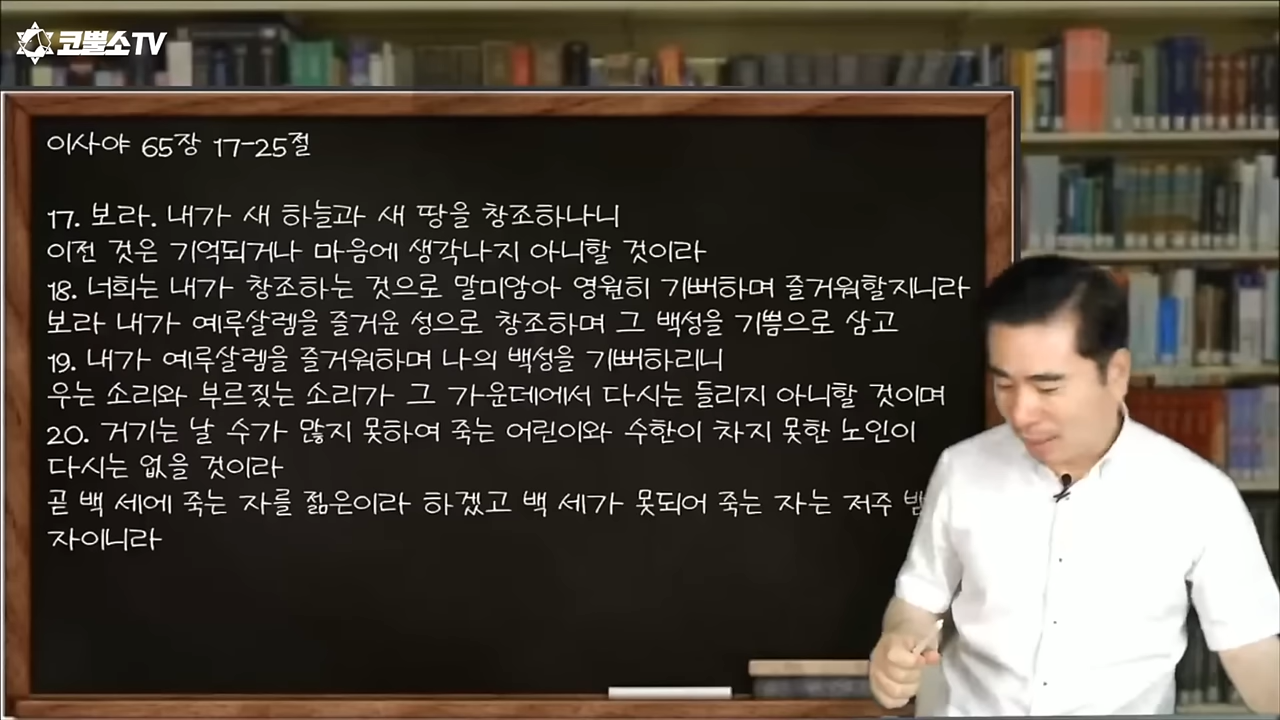 코뿔소TV
이사야 65장 17-25절
17. 보라. 내가 새 하늘과 새 땅을 창조하나니
이전 것은 기억되거나 마음에 생각나지 아니할 것이라
18. 너희는 내가 창조하는 것으로 말미암아 영원히 기뻐하며 즐거워할지니라
보라 내가 예루살렘을 즐거운 성으로 창조하며 그 백성을 기쁨으로 삼고
19. 내가 예루살렘을 즐거워하며 나의 백성을 기뻐하리니
우는 소리와 부르짖는 소리가 그 가운데에서 다시는 들리지 아니할 것이며
20. 거기는 날 수가 많지 못하여 죽는 어린이와 수한이 차지 못한 노인이
다시는 없을 것이라
곧 백 세에 죽는 자를 젊은이라 하겠고 백 세가 못되어 죽는 자는 저주
자이니라